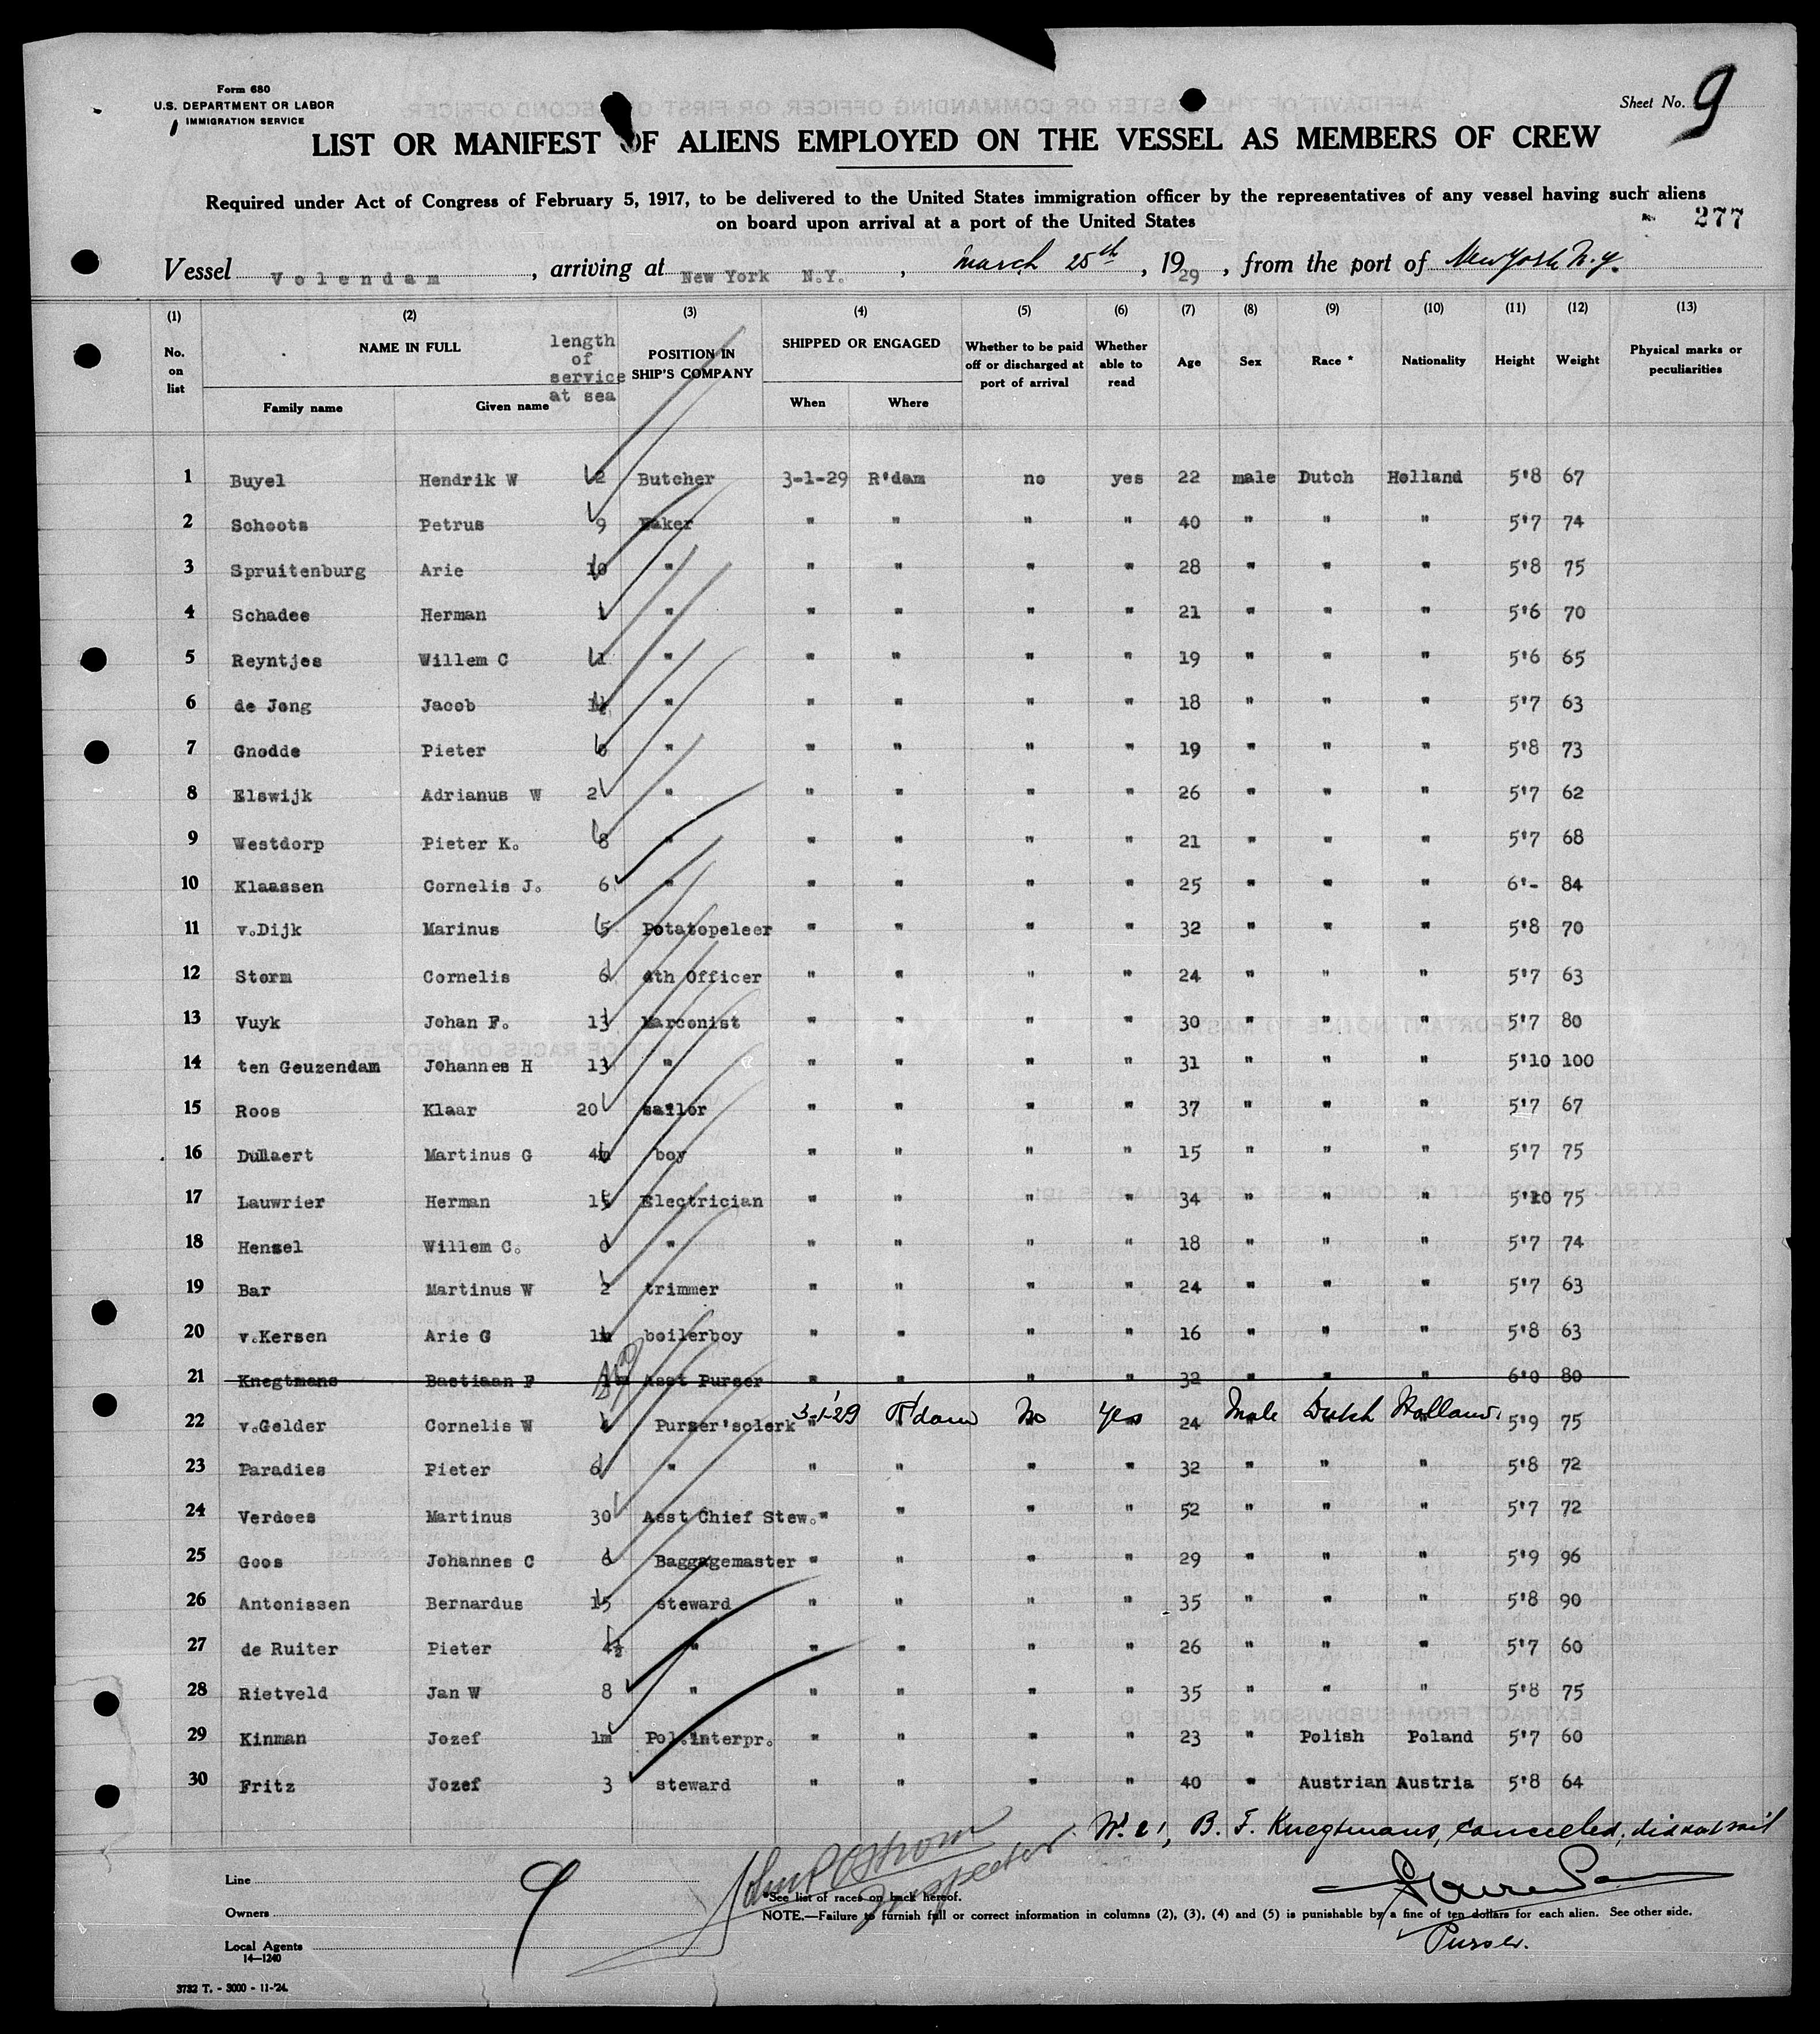 Form 680
U.S. DEPARTMENT OR LABOR
IMMIGRATION SERVICE
Sheet No. 9
LIST OR MANIFEST OF ALIENS EMPLOYED ON THE VESSEL AS MEMBERS OF CREW
Required under Act of Congress of February 5, 1917, to be delivered to the United States immigration officer by the representatives of any vessel having such aliens
on board upon arrival at a port of the United States
277
Vessel Volendam, arriving at New York N.Y., March 25th, 1929, from the port of New York N.Y.
(1) (2) (3) (4) (5) (6) (7) (8) (9) (10) (11) (12) (13)
No. on list NAME IN FULL length of service at sea POSITION IN SHIP'S COMPANY SHIPPED OR ENGAGED Whether to be paid off or discharged at port of arrival Whether able to read Age Sex Race * Nationality Height Weight Physical marks or peculiarities
Family name Given name When Where
1 Buyel Hendrik W 2 Butcher 3-1-29 R'dam no yes 22 male Dutch Holland 5'8 67
2 Schoots Petrus 9 Baker " " " " 40 " " " 5'7 74
3 Spruitenburg Arie 10 " " " " " 28 " " " 5'8 75
4 Schadee Herman 1 " " " " " 21 " " " 5'6 70
5 Reyntjes Willem C 1 " " " " " 19 " " " 5'6 65
6 de Jong Jacob " " " " " 18 " " " 5'7 63
7 Gnodde Pieter " " " " " 19 " " " 5'8 73
8 Elswijk Adrianus W 2 " " " " " 26 " " " 5'7 62
9 Westdorp Pieter K. 8 " " " " " 21 " " " 5'7 68
10 Klaassen Cornelis J. 6 " " " " " 25 " " " 6'- 84
11 v.Dijk Marinus 5 Potatopeleer " " " " 32 " " " 5'8 70
12 Storm Cornelis 6 4th Officer " " " " 24 " " " 5'7 63
13 Vuyk Johan F. 13 Marconist " " " " 30 " " " 5'7 80
14 ten Geuzendam Johannes H 13 " " " " " 31 " " " 5'10 100
15 Roos Klaar 20 sailor " " " " 37 " " " 5'7 67
16 Dullaert Martinus G 4m boy " " " " 15 " " " 5'7 75
17 Lauwrier Herman 15 Electrician " " " " 34 " " " 5'10 75
18 Hensel Willem C. " " " " " 18 " " " 5'7 74
19 Bar Martinus W 2 trimmer " " " " 24 " " " 5'7 63
20 v.Kersen Arie G 1m boilerboy " " " " 16 " " " 5'8 63
21 Knegtmans Bastiaan F 1m Asst Purser " " " " 32 " " " 6'0 80
22 v.Gelder Cornelis W Purser'sclerk 3-1-29 R'dam No Yes 24 Male Dutch Holland. 5'9 75
23 Paradies Pieter 6 " " " " " 32 " " " 5'8 72
24 Verdoes Martinus 30 Asst Chief Stew. " " " " 52 " " " 5'7 72
25 Goos Johannes C 6 Baggagemaster " " " " 29 " " " 5'9 96
26 Antonissen Bernardus 15 steward " " " " 35 " " " 5'8 90
27 de Ruiter Pieter 4½ " " " " " 26 " " " 5'7 60
28 Rietveld Jan W 8 " " " " " 35 " " " 5'8 75
29 Kinman Jozef 1m Pol.interpr. " " " " 23 " Polish Poland 5'7 60
30 Fritz Jozef 3 steward " " " " 40 " Austrian Austria 5'8 64
No 21, B. F. Knegtmans, cancelled, did not sail
Line
Owners
Local Agents
14—1240
9
Inspector
*See list of races on back hereof.
NOTE.—Failure to furnish full or correct information in columns (2), (3), (4) and (5) is punishable by a fine of ten dollars for each alien. See other side.
Purser.
3732 T. - 3000 - 11-'24.